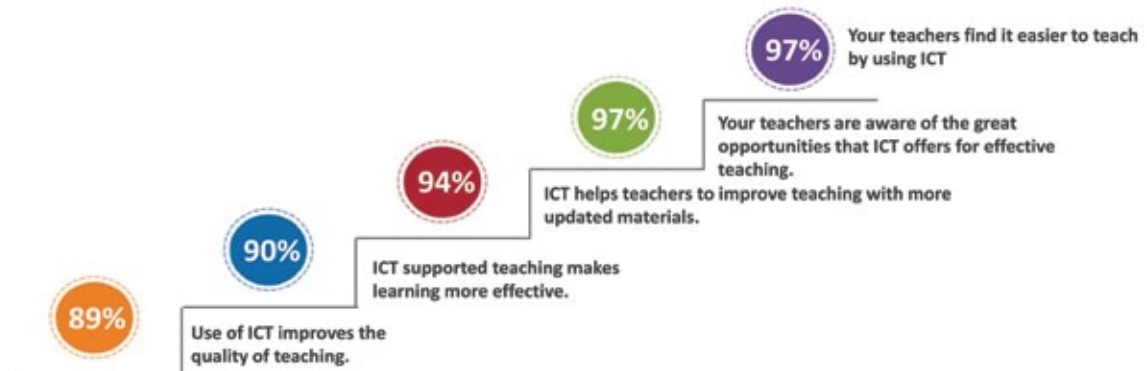 97%
Your teachers find it easier to teach
by using ICT
97%
Your teachers are aware of the great
opportunities that ICT offers for effective
teaching.
94%
ICT helps teachers to improve teaching with more
updated materials.
90%
ICT supported teaching makes
learning more effective.
89%
Use of ICT improves the
quality of teaching.